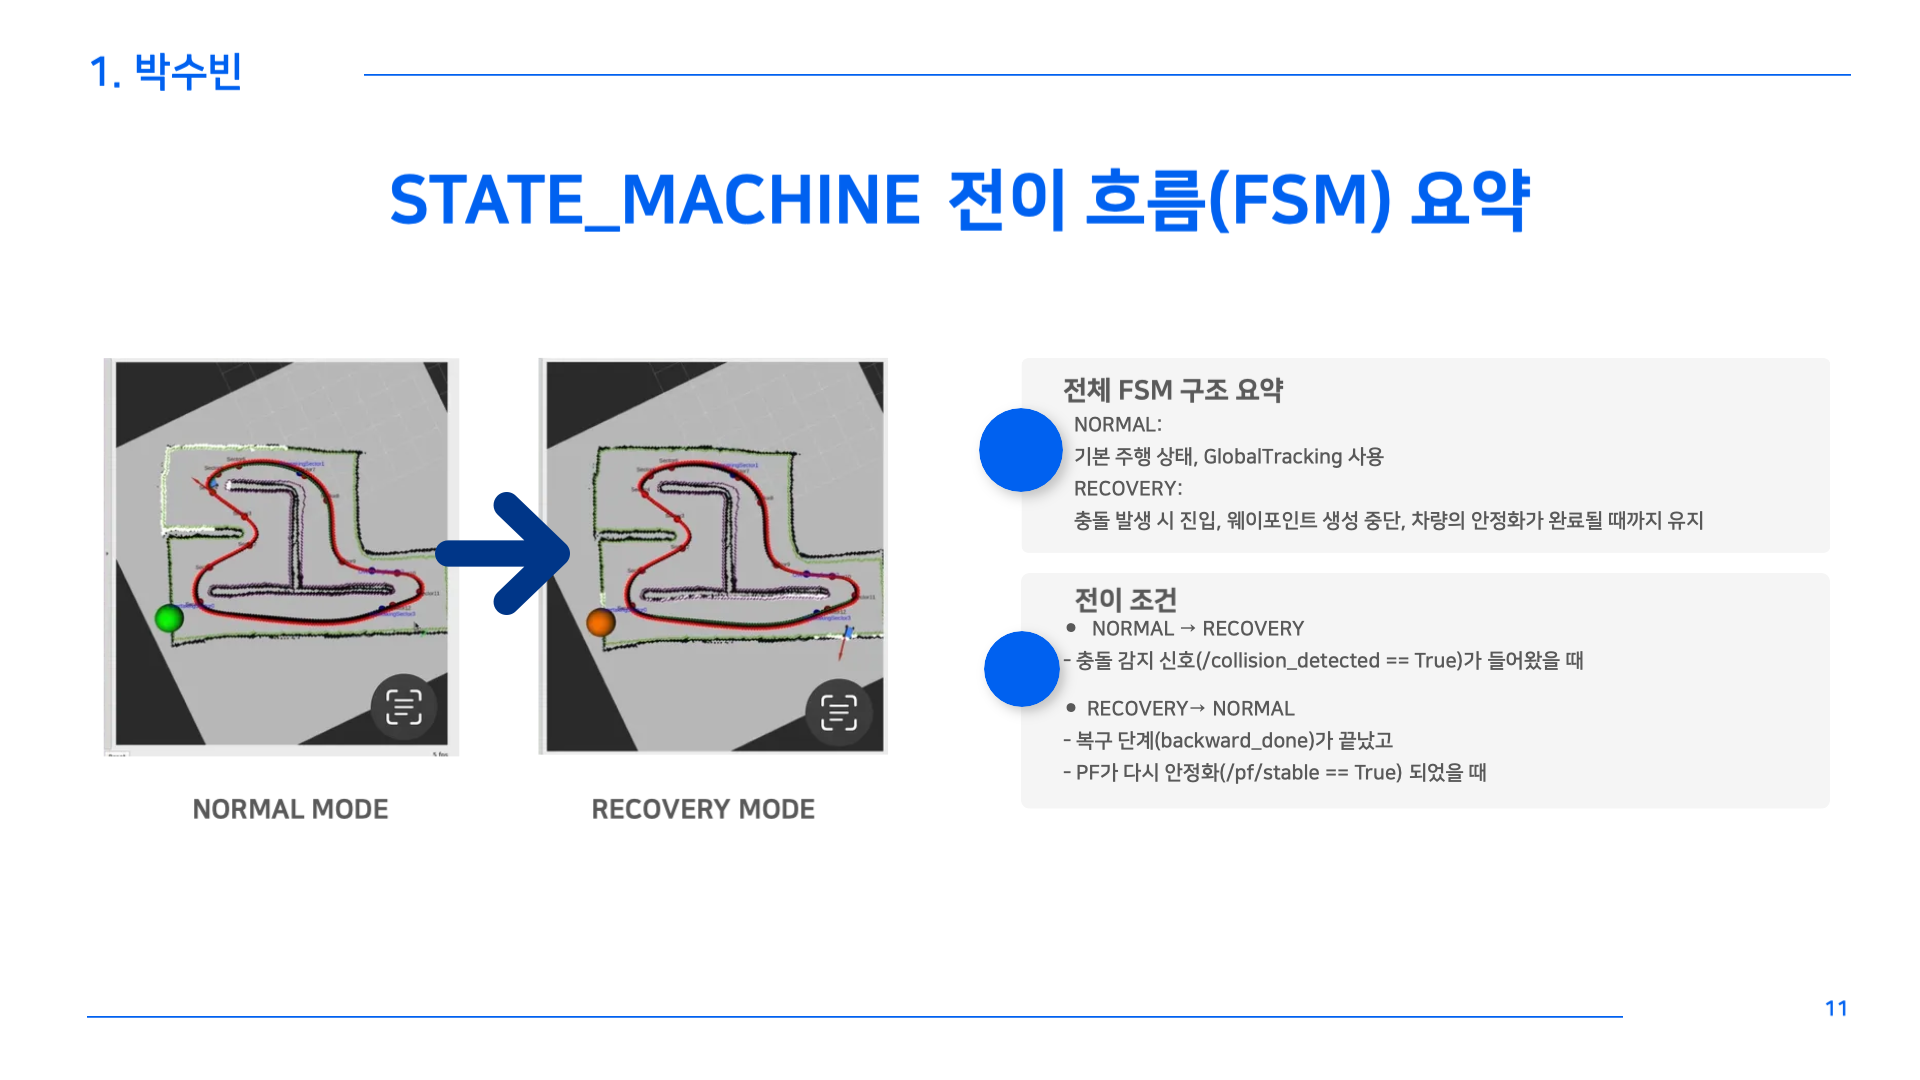 1. 박수빈
STATE_MACHINE 전이 흐름(FSM) 요약
NORMAL MODE
RECOVERY MODE
전체 FSM 구조 요약
NORMAL:
기본 주행 상태, GlobalTracking 사용
RECOVERY:
충돌 발생 시 진입, 웨이포인트 생성 중단, 차량의 안정화가 완료될 때까지 유지
전이 조건
• NORMAL → RECOVERY
- 충돌 감지 신호(/collision_detected == True)가 들어왔을 때
• RECOVERY→ NORMAL
- 복구 단계(backward_done)가 끝났고
- PF가 다시 안정화(/pf/stable == True) 되었을 때
11